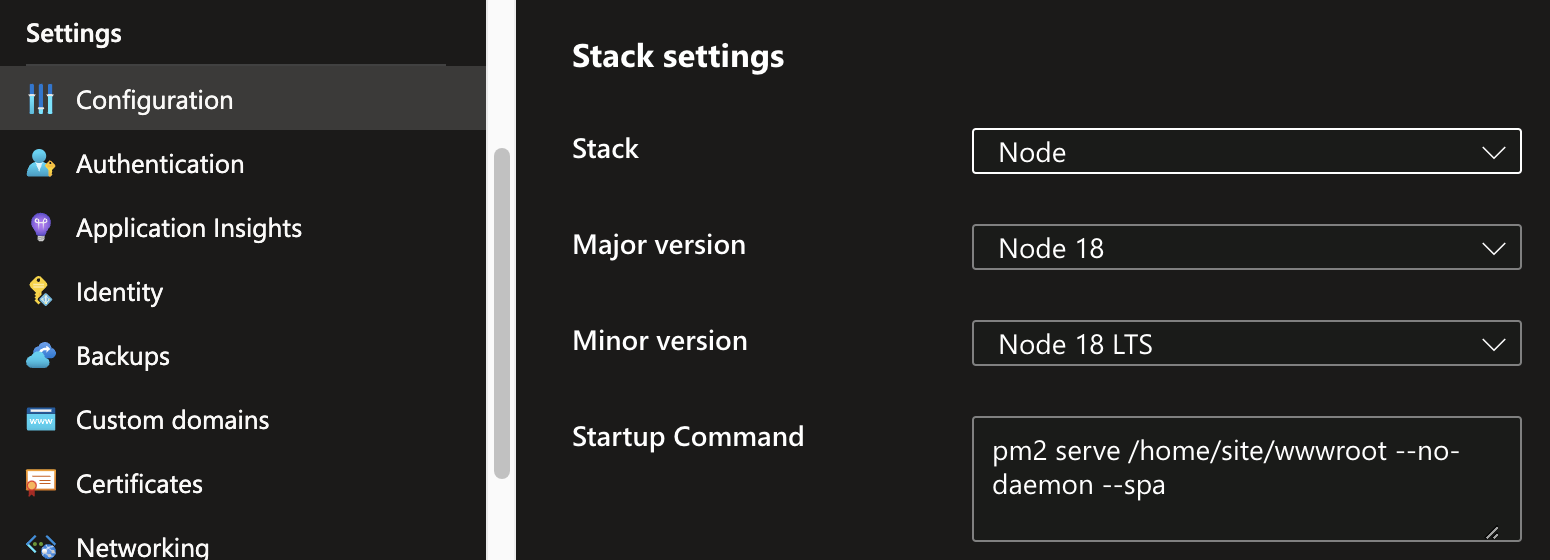 Settings
Configuration
Authentication
Application Insights
Identity
Backups
www
Custom domains
Certificates
Networking
Stack settings
Stack
Node
Major version
Node 18
Minor version
Node 18 LTS
Startup Command
pm2 serve /home/site/wwwroot --no-
daemon --spa